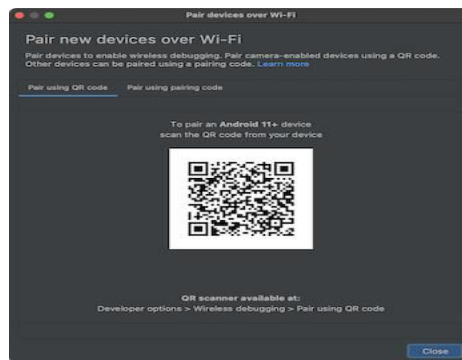 Pair devices over Wi-Fi
Pair new devices over Wi-Fi
Pair devices to enable wireless debugging. Pair camera-enabled devices using a QR code.
Other devices can be paired using a pairing code. Learn more
Pair using QR code Pair using pairing code
To pair an Android 11+ device
scan the QR code from your device
QR scanner available at:
Developer options > Wireless debugging > Pair using QR code
Close